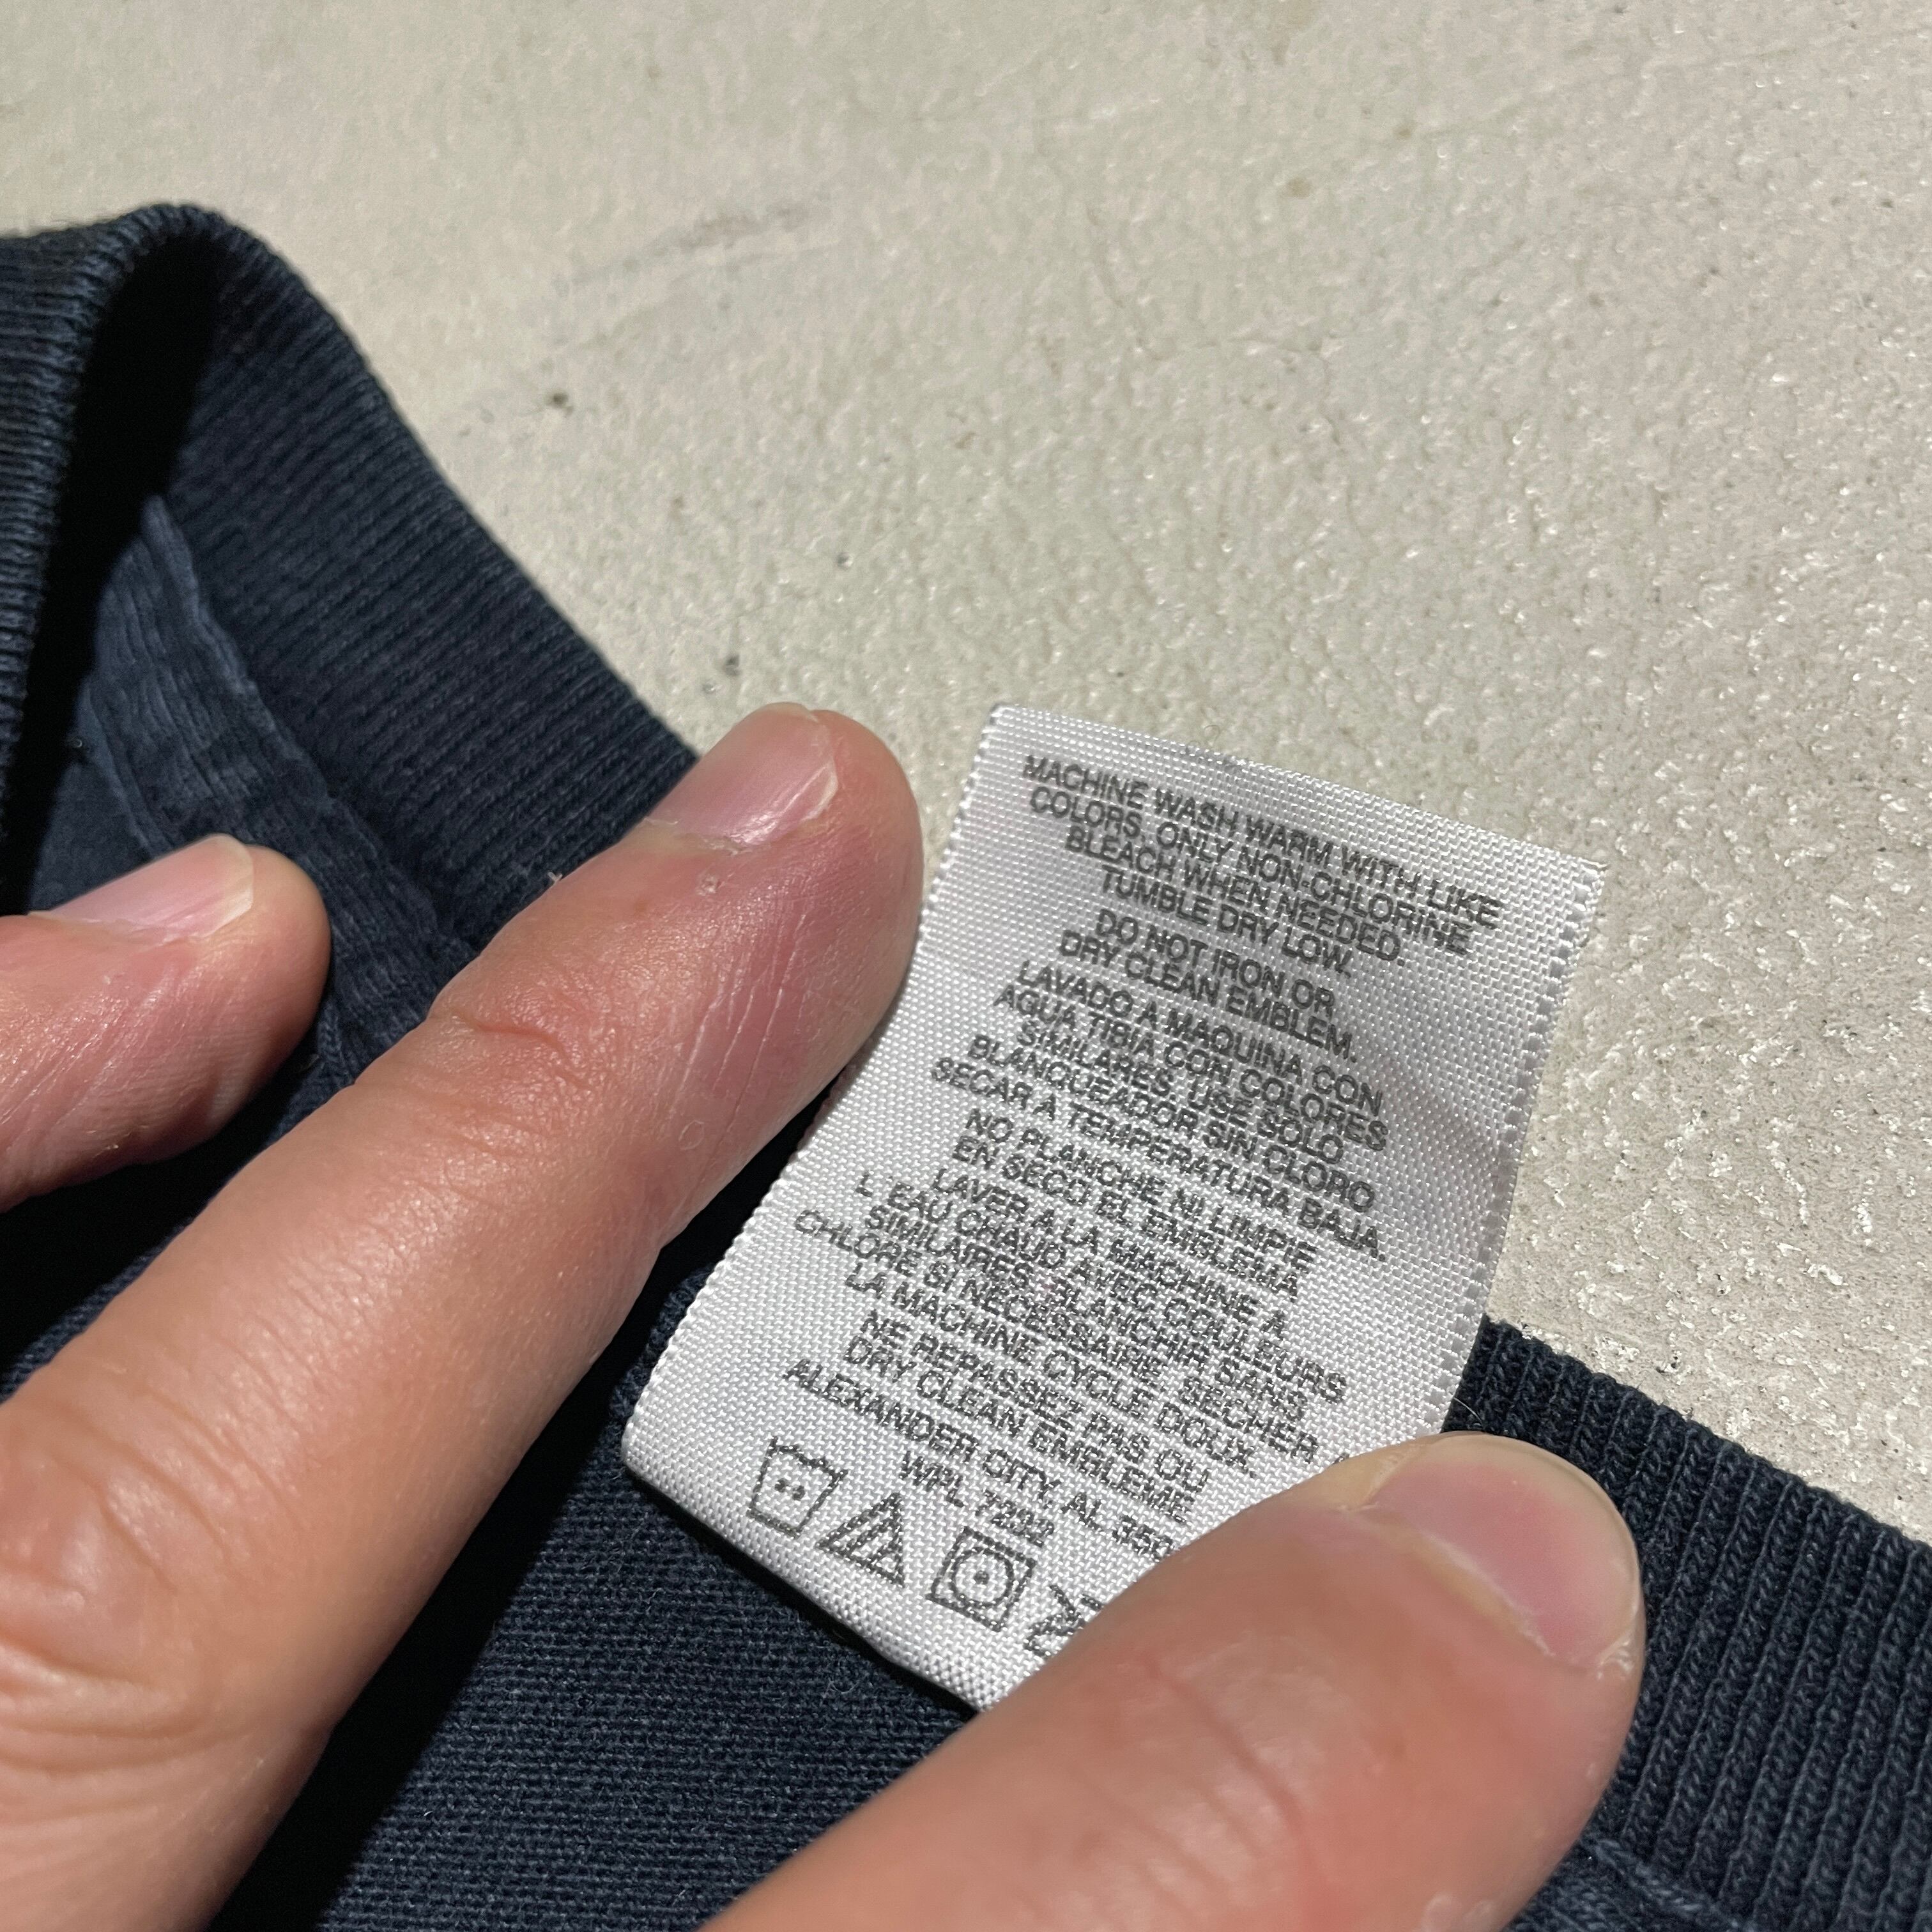 MACHINE WASH WARM WITH LIKE
COLORS. ONLY NON-CHLORINE
BLEACH WHEN NEEDED.
TUMBLE DRY LOW.
DO NOT IRON OR
DRY CLEAN EMBLEM.
LAVADO A MAQUINA CON
AGUA TIBIA CON COLORES
SIMILARES. USE SOLO
BLANQUEADOR SIN CLORO
SECAR A TEMPERATURA BAJA
NO PLANCHE NI LIMPIE
EN SECO EL EMBLEMA
LAVER A LA MACHINE A
L EAU CHAUD AVEC COULEURS
SIMILAIRES. BLANCHIR SANS
CHLORE SI NECESSAIRE. SECHER
LA MACHINE CYCLE DOUX.
NE REPASSEZ PAS OU
DRY CLEAN EMBLEME
ALEXANDER CITY, AL 350
WPL 7292